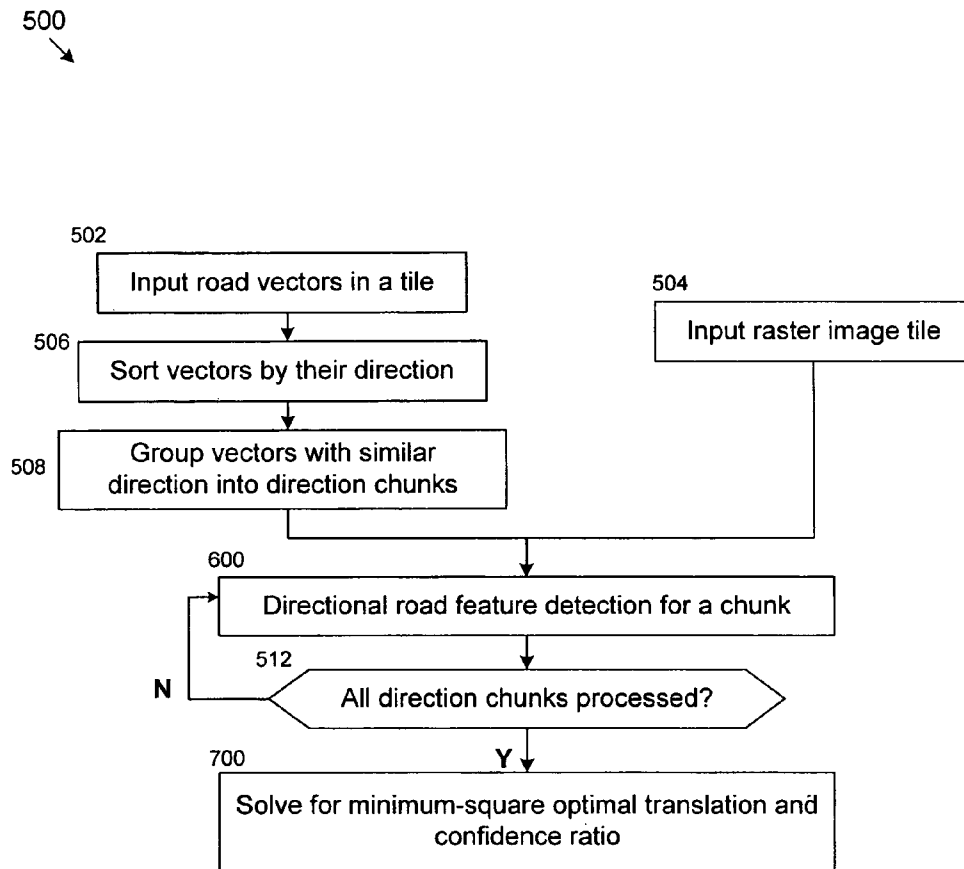 500
502
Input road vectors in a tile
504
Input raster image tile
506
Sort vectors by their direction
508
Group vectors with similar
direction into direction chunks
600
Directional road feature detection for a chunk
512
N
All direction chunks processed?
Y
700
Solve for minimum-square optimal translation and
confidence ratio